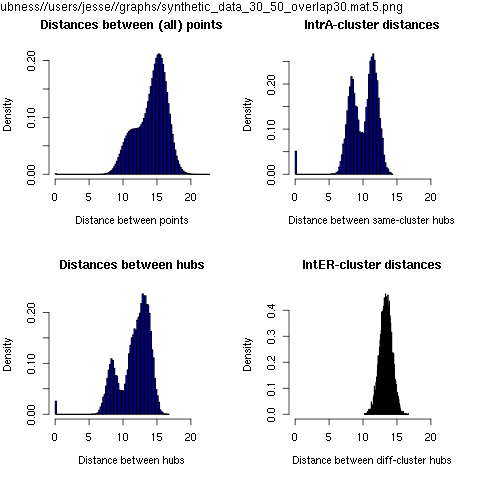 ubness//users/jesse//graphs/synthetic_data_30_50_overlap30.mat.5.png
Distances between (all) points
Density
0.00 0.10 0.20
0 5 10 15 20
Distance between points
IntrA-cluster distances
Density
0.00 0.10 0.20
0 5 10 15 20
Distance between same-cluster hubs
Distances between hubs
Density
0.00 0.10 0.20
0 5 10 15 20
Distance between hubs
IntER-cluster distances
Density
0.0 0.1 0.2 0.3 0.4
0 5 10 15 20
Distance between diff-cluster hubs